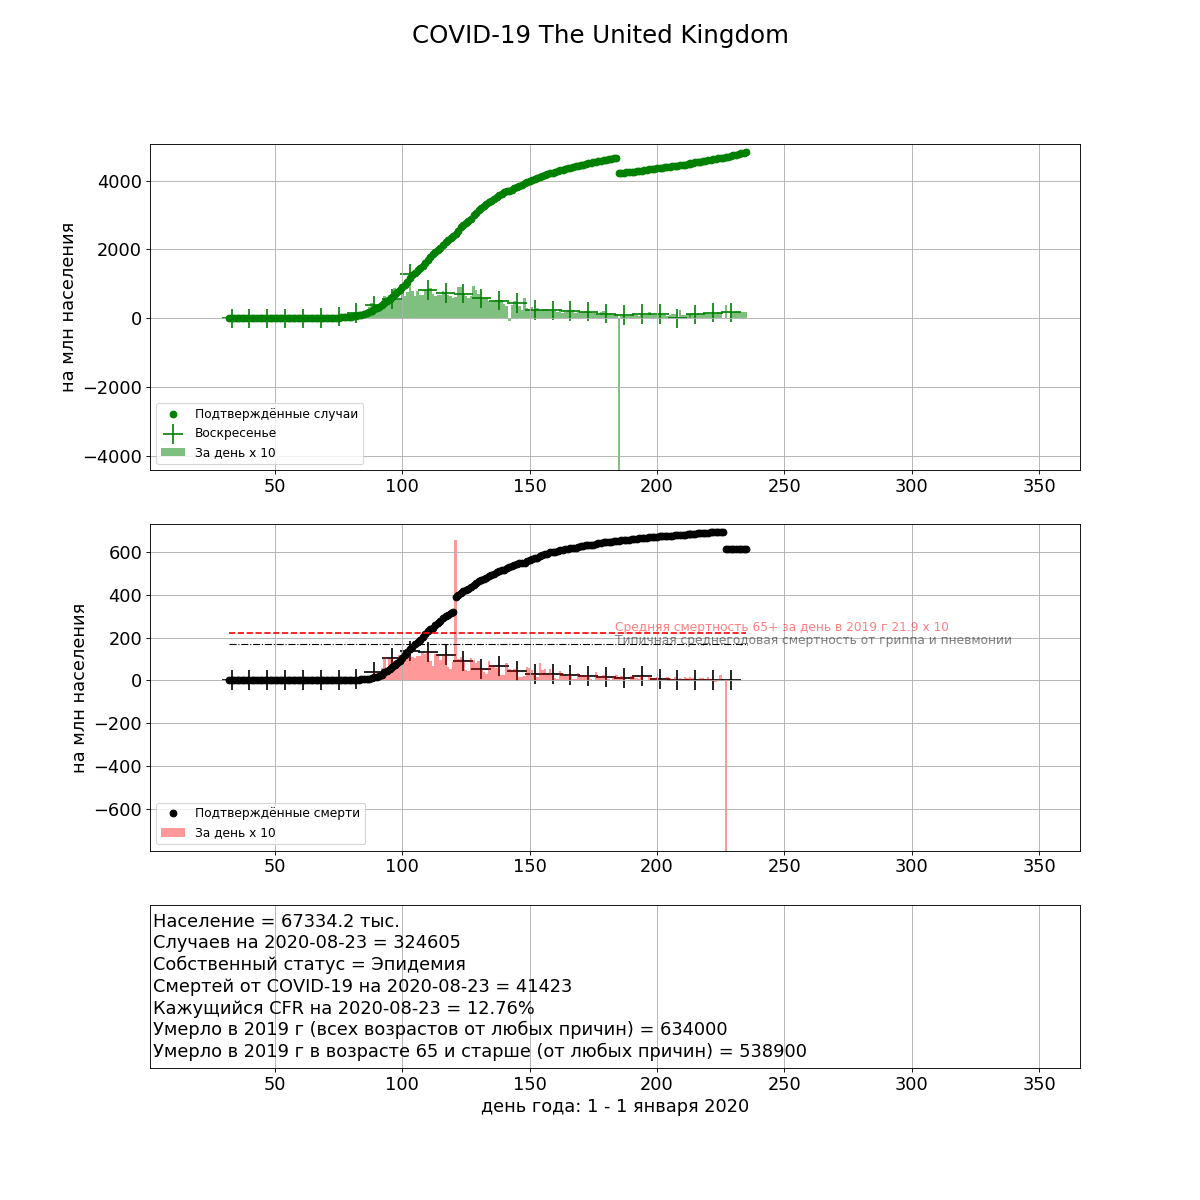 COVID-19 The United Kingdom
на млн населения
4000
2000
0
−2000
−4000
Подтверждённые случаи
Воскресенье
За день x 10
50 100 150 200 250 300 350
на млн населения
600
400
200
0
−200
−400
−600
Средняя смертность 65+ за день в 2019 г 21.9 x 10
Типичная среднегодовая смертность от гриппа и пневмонии
Подтверждённые смерти
За день x 10
50 100 150 200 250 300 350
Население = 67334.2 тыс.
Случаев на 2020-08-23 = 324605
Собственный статус = Эпидемия
Смертей от COVID-19 на 2020-08-23 = 41423
Кажущийся CFR на 2020-08-23 = 12.76%
Умерло в 2019 г (всех возрастов от любых причин) = 634000
Умерло в 2019 г в возрасте 65 и старше (от любых причин) = 538900
50 100 150 200 250 300 350
день года: 1 - 1 января 2020